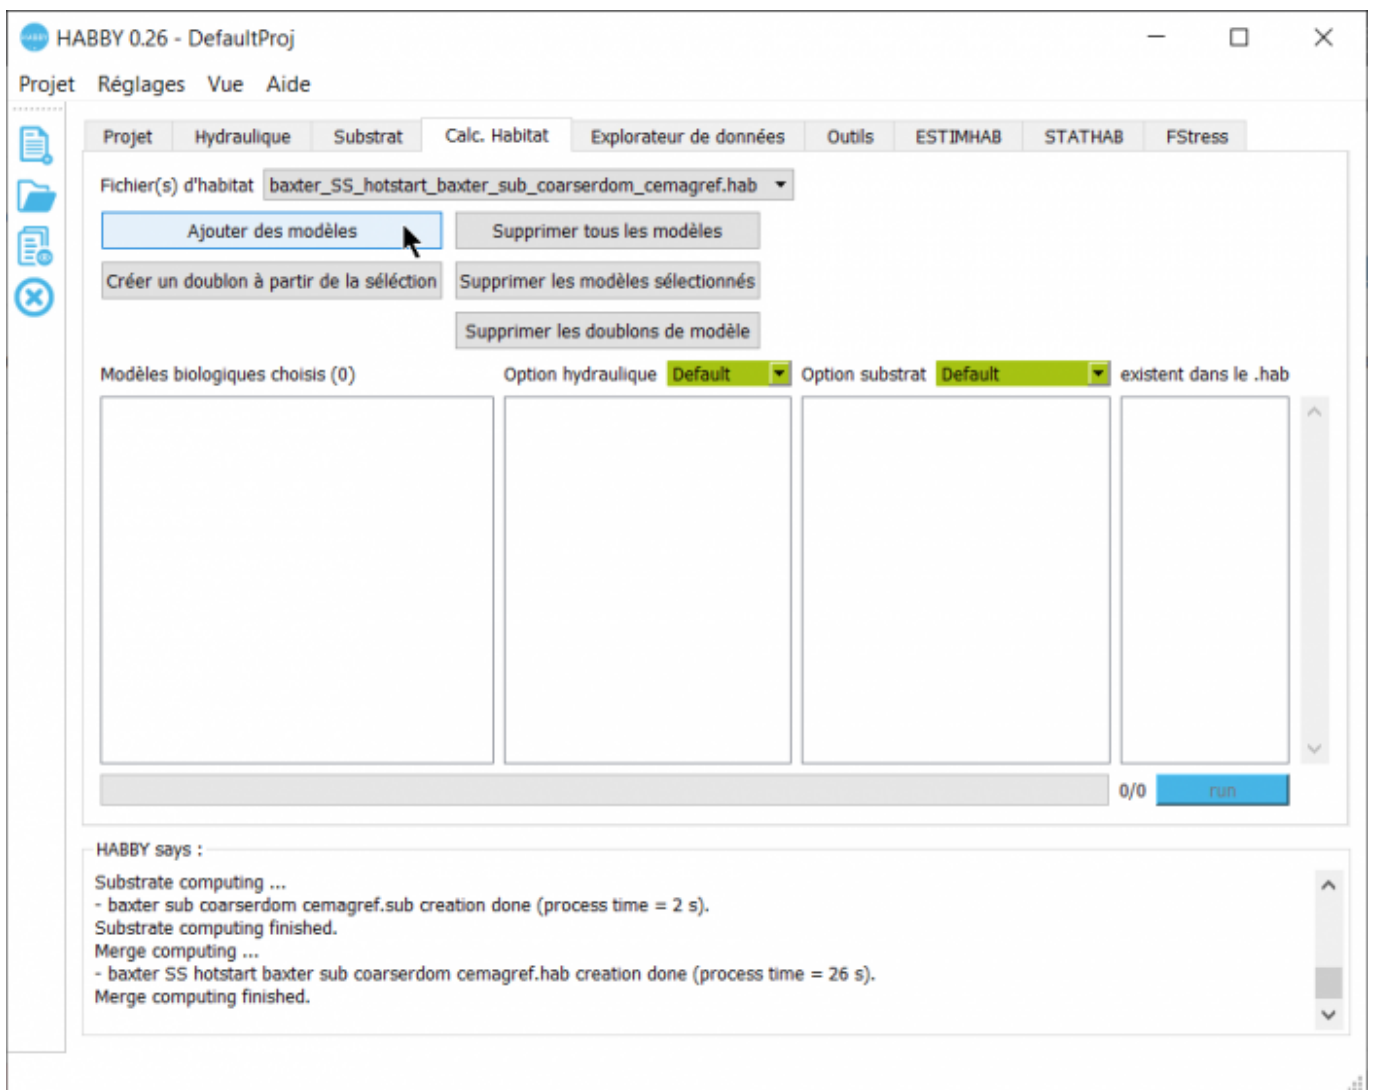 HABBY 0.26 - DefaultProj
Projet Réglages Vue Aide
Projet Hydraulique Substrat Calc. Habitat Explorateur de données Outils ESTIMHAB STATHAB FStress
Fichier(s) d'habitat baxter_SS_hotstart_baxter_sub_coarserdom_cemagref.hab
Ajouter des modèles Supprimer tous les modèles
Créer un doublon à partir de la séléction Supprimer les modèles sélectionnés
Supprimer les doublons de modèle
Modèles biologiques choisis (0) Option hydraulique Default Option substrat Default existent dans le .hab
0/0 run
HABBY says :
Substrate computing ...
- baxter sub coarserdom cemagref.sub creation done (process time = 2 s).
Substrate computing finished.
Merge computing ...
- baxter SS hotstart baxter sub coarserdom cemagref.hab creation done (process time = 26 s).
Merge computing finished.